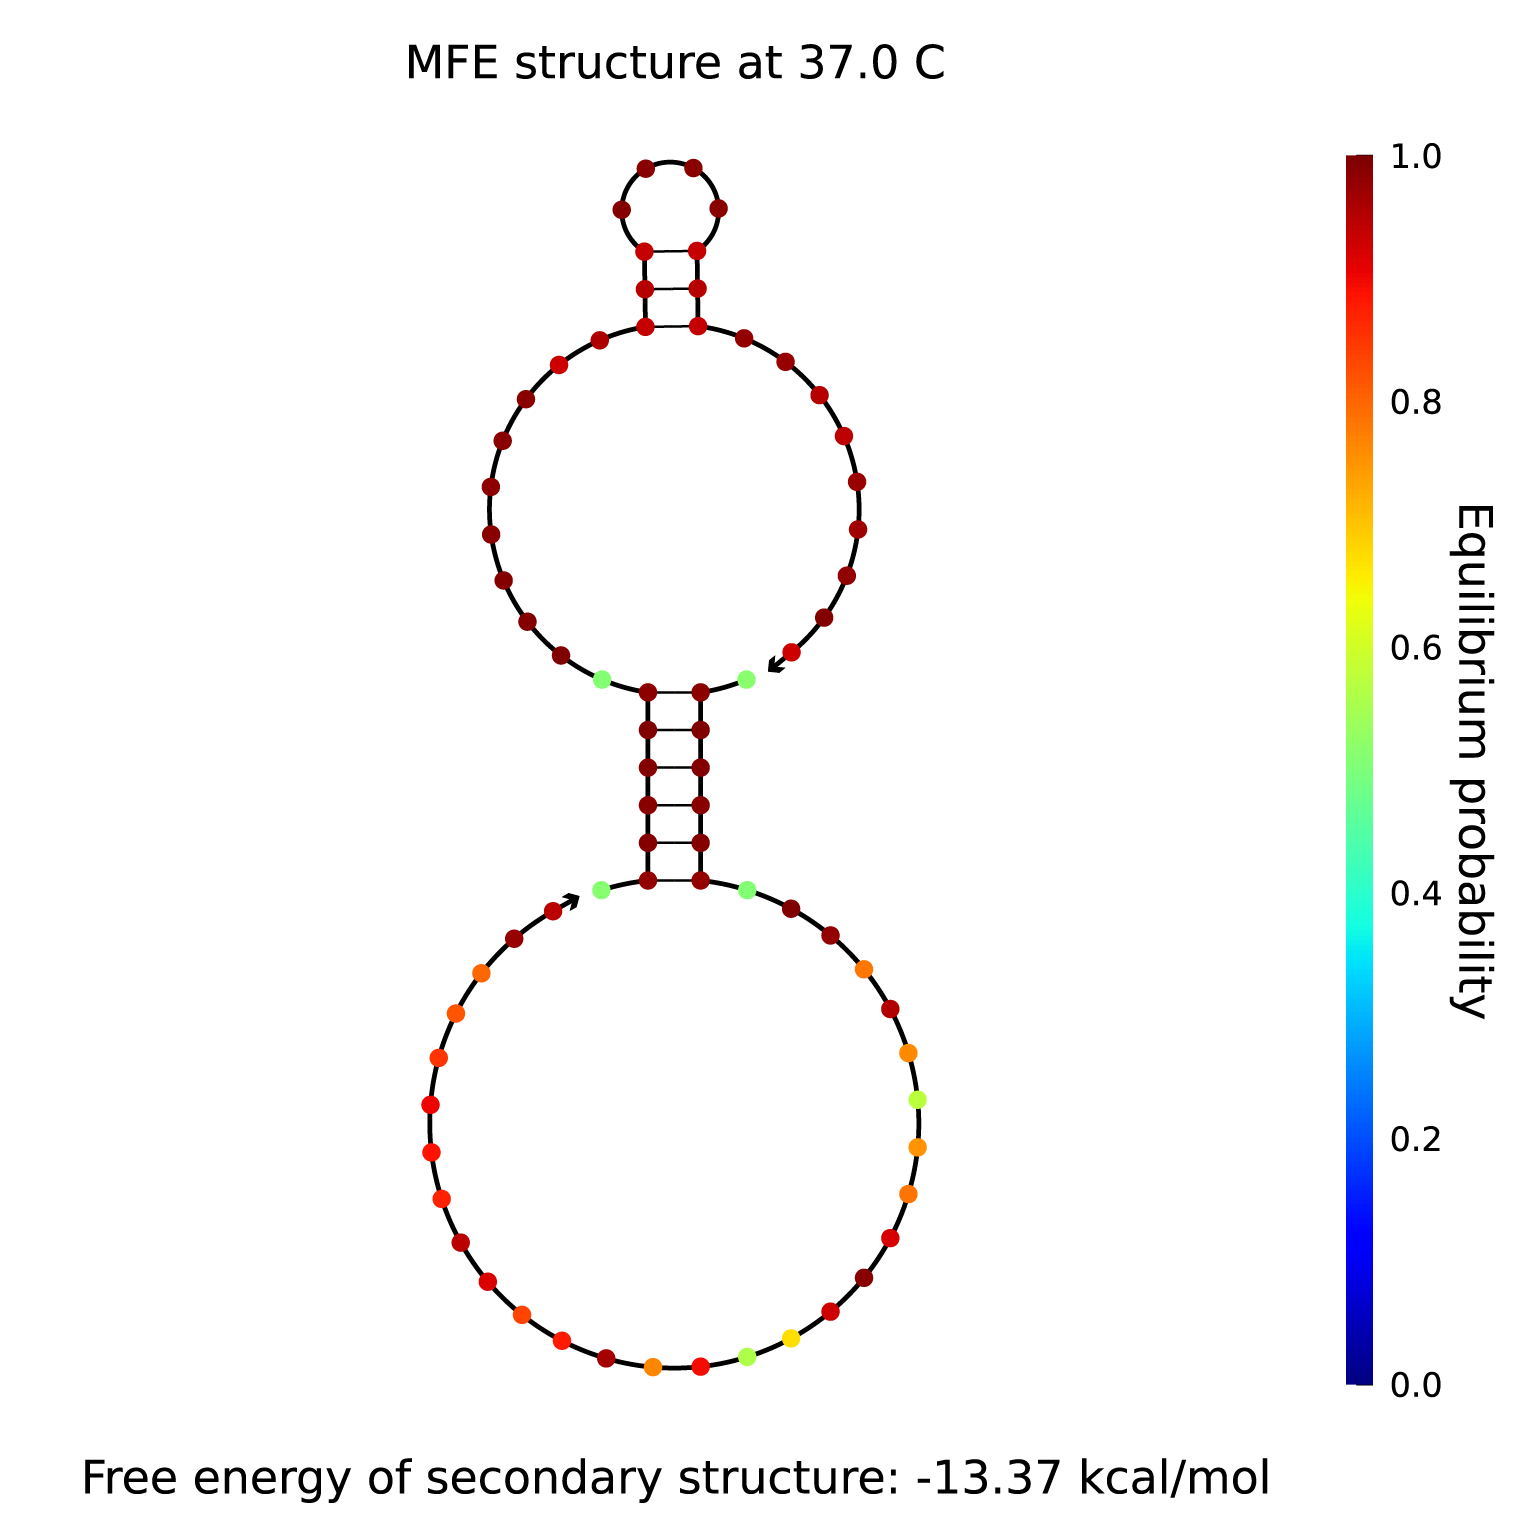 MFE structure at 37.0 C
1.0
0.8
0.6
0.4
0.2
0.0
Equilibrium probability
Free energy of secondary structure: -13.37 kcal/mol